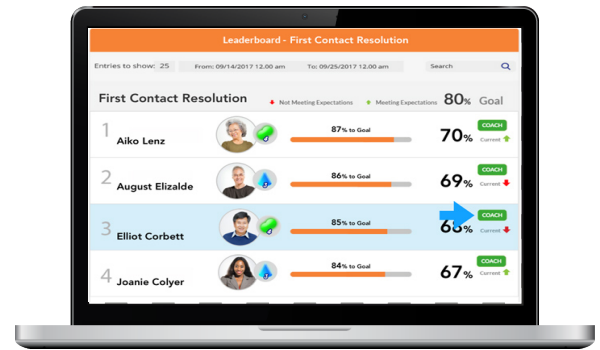 Leaderboard - First Contact Resolution
Entries to show: 25 From: 09/14/2017 12.00 am To: 09/25/2017 12.00 am Search
First Contact Resolution Not Meeting Expectations Meeting Expectations 80% Goal
1 Aiko Lenz 87% to Goal 70% COACH Current
2 August Elizalde 86% to Goal 69% COACH Current
3 Elliot Corbett 85% to Goal 68% COACH Current
4 Joanie Colyer 84% to Goal 67% COACH Current